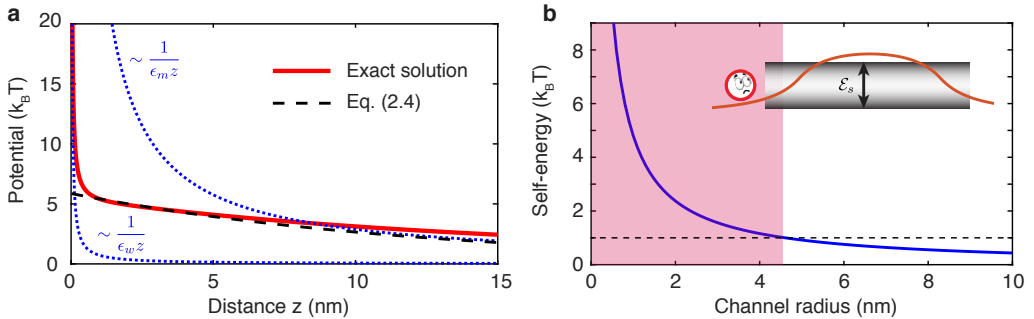 a
20
15
10
5
0
Potential (k_BT)
∼ 1/(ϵ_m z)
∼ 1/(ϵ_w z)
Exact solution
Eq. (2.4)
0
5
10
15
Distance z (nm)
b
8
6
4
2
0
Self-energy (k_BT)
ℰ_s
0
2
4
6
8
10
Channel radius (nm)